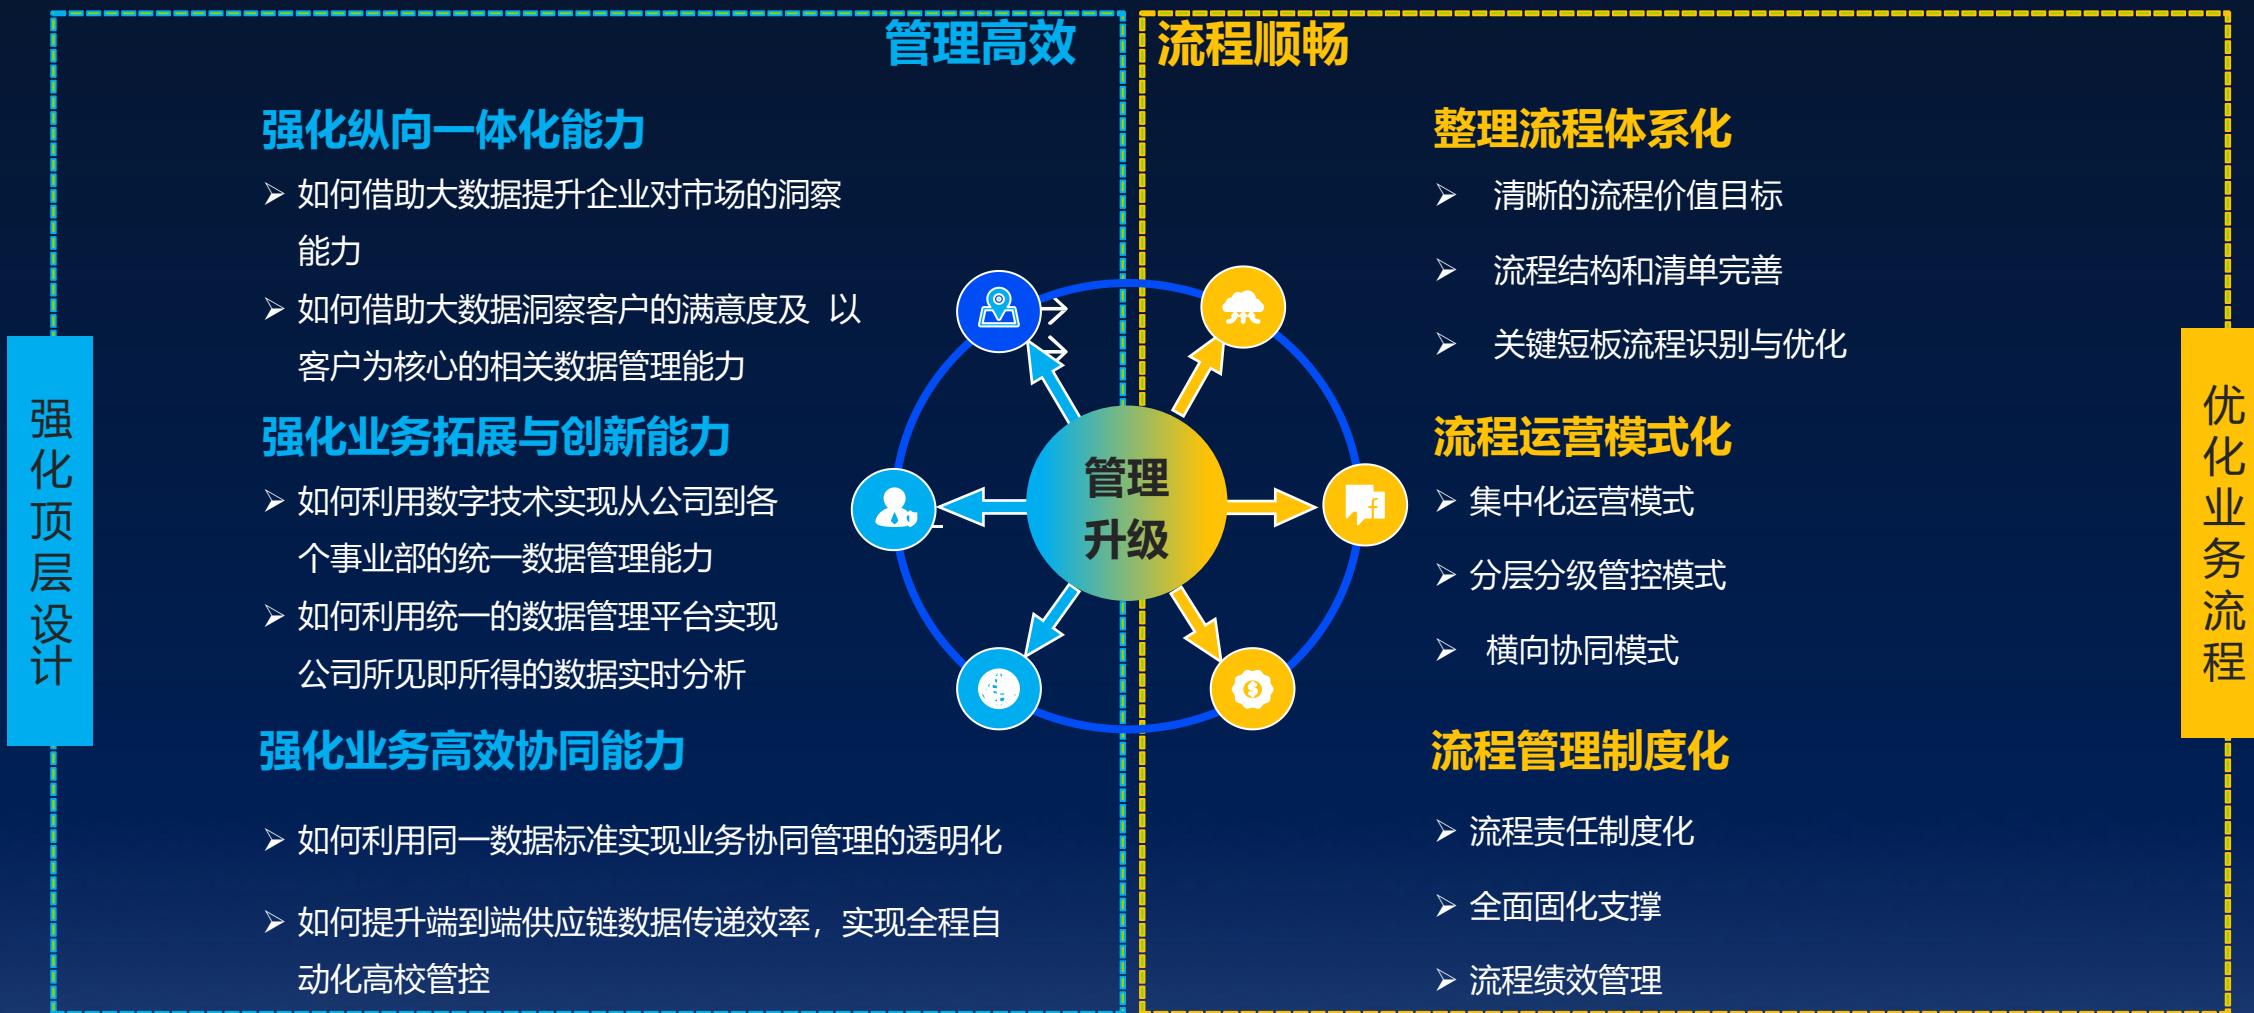 管理高效
流程顺畅
强化顶层设计
强化纵向一体化能力
➢ 如何借助大数据提升企业对市场的洞察
能力
➢ 如何借助大数据洞察客户的满意度及 以
客户为核心的相关数据管理能力
强化业务拓展与创新能力
➢ 如何利用数字技术实现从公司到各
个事业部的统一数据管理能力
➢ 如何利用统一的数据管理平台实现
公司所见即所得的数据实时分析
强化业务高效协同能力
➢ 如何利用同一数据标准实现业务协同管理的透明化
➢ 如何提升端到端供应链数据传递效率，实现全程自
动化高校管控
管理
升级
整理流程体系化
➢ 清晰的流程价值目标
➢ 流程结构和清单完善
➢ 关键短板流程识别与优化
流程运营模式化
➢ 集中化运营模式
➢ 分层分级管控模式
➢ 横向协同模式
流程管理制度化
➢ 流程责任制度化
➢ 全面固化支撑
➢ 流程绩效管理
优化业务流程